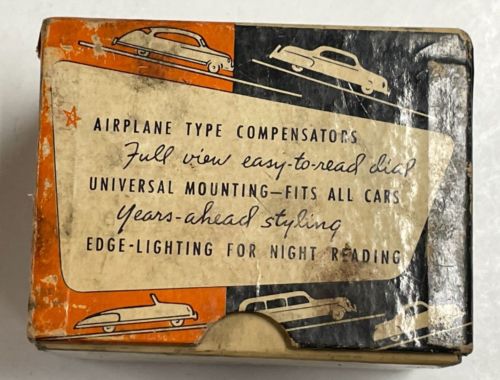 AIRPLANE TYPE COMPENSATORS
Full view easy-to-read dial
UNIVERSAL MOUNTING—FITS ALL CARS
Years-ahead styling
EDGE-LIGHTING FOR NIGHT READING